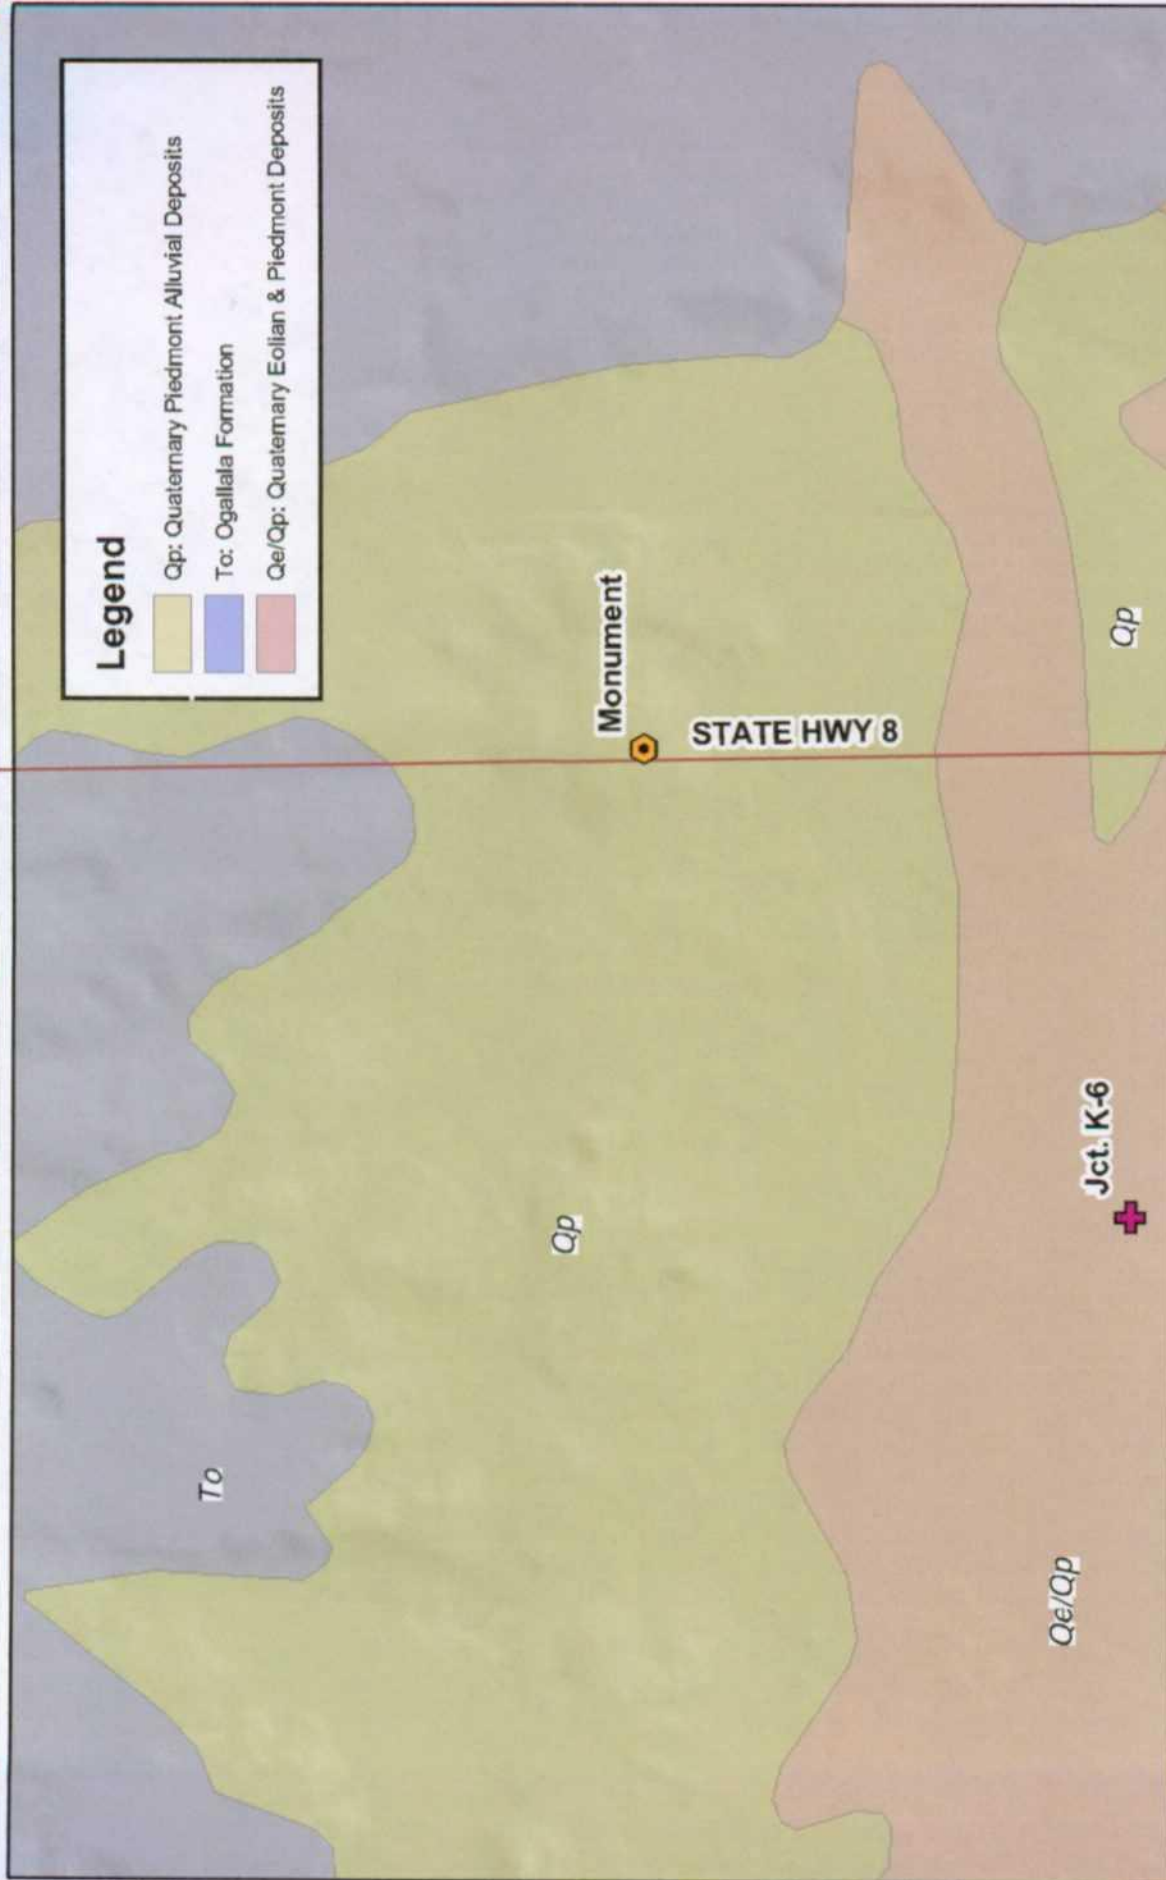 Legend
Qp: Quaternary Piedmont Alluvial Deposits
To: Ogallala Formation
Qe/Qp: Quaternary Eolian & Piedmont Deposits
To
Qp
Monument
STATE HWY 8
Qe/Qp
Jct. K-6
Qp